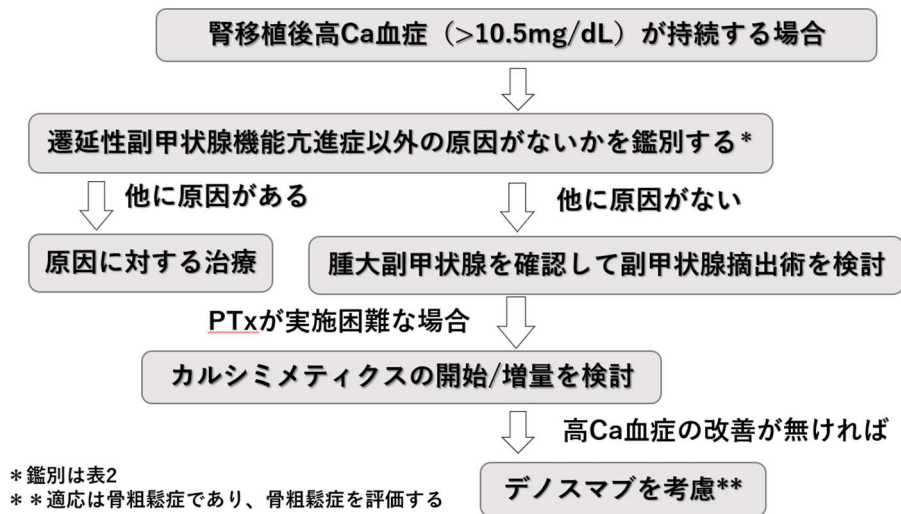 腎移植後高Ca血症（>10.5mg/dL）が持続する場合
遷延性副甲状腺機能亢進症以外の原因がないかを鑑別する*
他に原因がある
他に原因がない
原因に対する治療
腫大副甲状腺を確認して副甲状腺摘出術を検討
PTxが実施困難な場合
カルシミメティクスの開始/増量を検討
高Ca血症の改善が無ければ
デノスマブを考慮**
＊鑑別は表2
＊＊適応は骨粗鬆症であり、骨粗鬆症を評価する